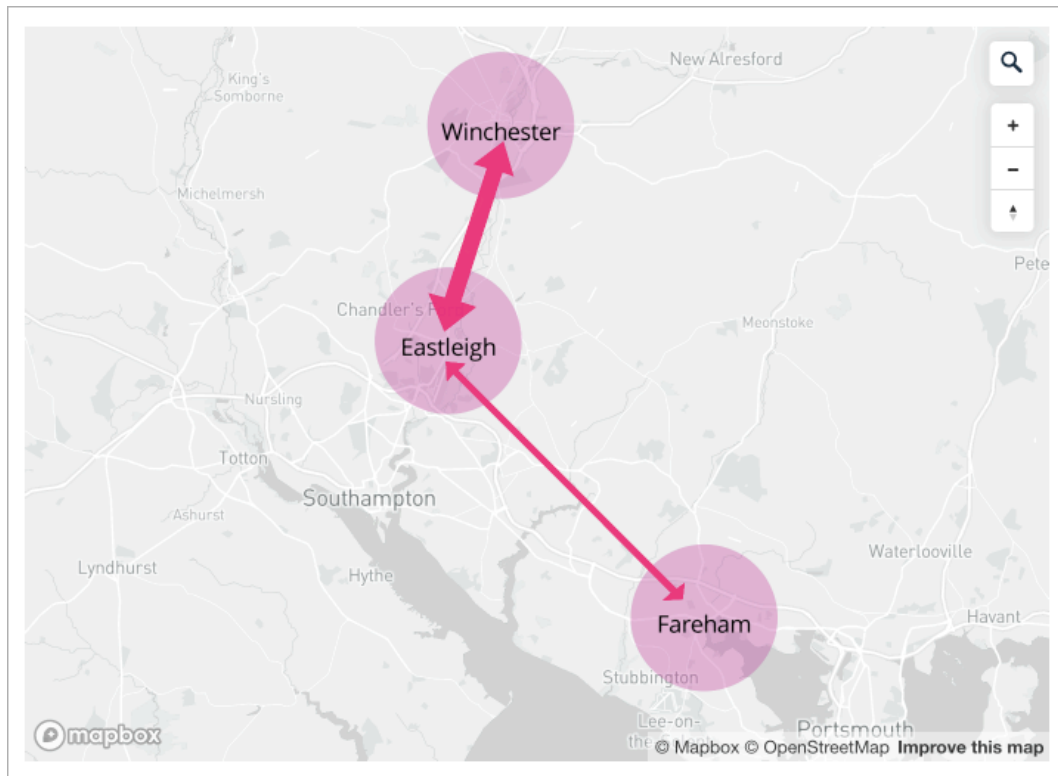 New Alresford
King's
Somborne
Winchester
+
−
Michelmersh
Pete
Chandler's Fo
Meonstoke
Eastleigh
Nursling
Totton
Southampton
Ashurst
Waterlooville
Lyndhurst
Hythe
Havant
Fareham
Stubbington
Lee-on-
Portsmouth
mapbox
© Mapbox © OpenStreetMap Improve this map